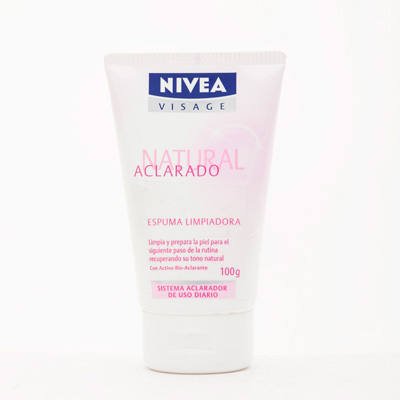 NIVEA
VISAGE
NATURAL
ACLARADO
ESPUMA LIMPIADORA
Limpia y prepara la piel para el
siguiente paso de la rutina
recuperando su tono natural
Con Activo Bio-Aclarante
100g
SISTEMA ACLARADOR
DE USO DIARIO